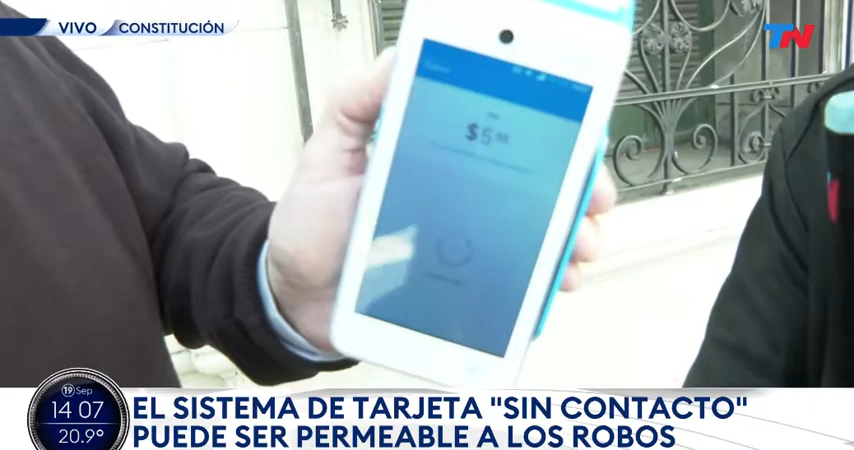 VIVO
CONSTITUCIÓN
TN
$5
19 Sep
14 07
20.9°
EL SISTEMA DE TARJETA "SIN CONTACTO"
PUEDE SER PERMEABLE A LOS ROBOS